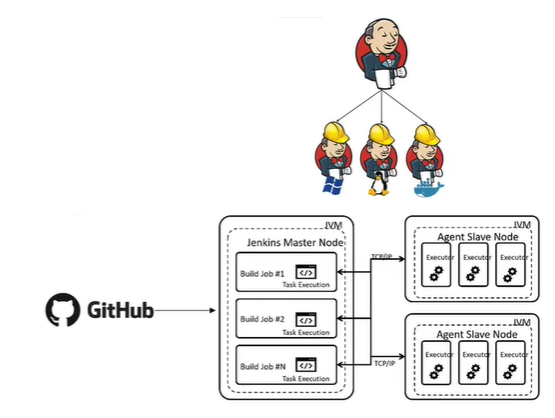 JVM
Jenkins Master Node
Build Job #1
Task Execution
Build Job #2
Task Execution
Build Job #N
Task Execution
GitHub
TCP/IP
TCP/IP
JVM
Agent Slave Node
Executor
Executor
Executor
JVM
Agent Slave Node
Executor
Executor
Executor